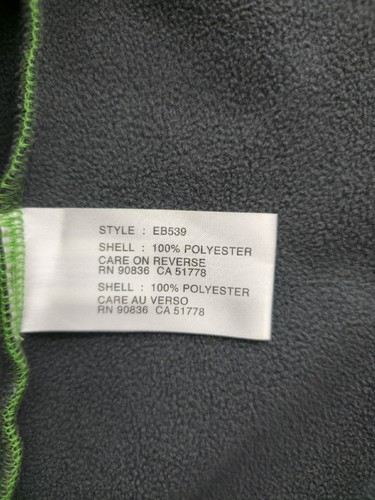 STYLE : EB539
SHELL : 100% POLYESTER
CARE ON REVERSE
RN 90836 CA 51778
SHELL : 100% POLYESTER
CARE AU VERSO
RN 90836 CA 51778